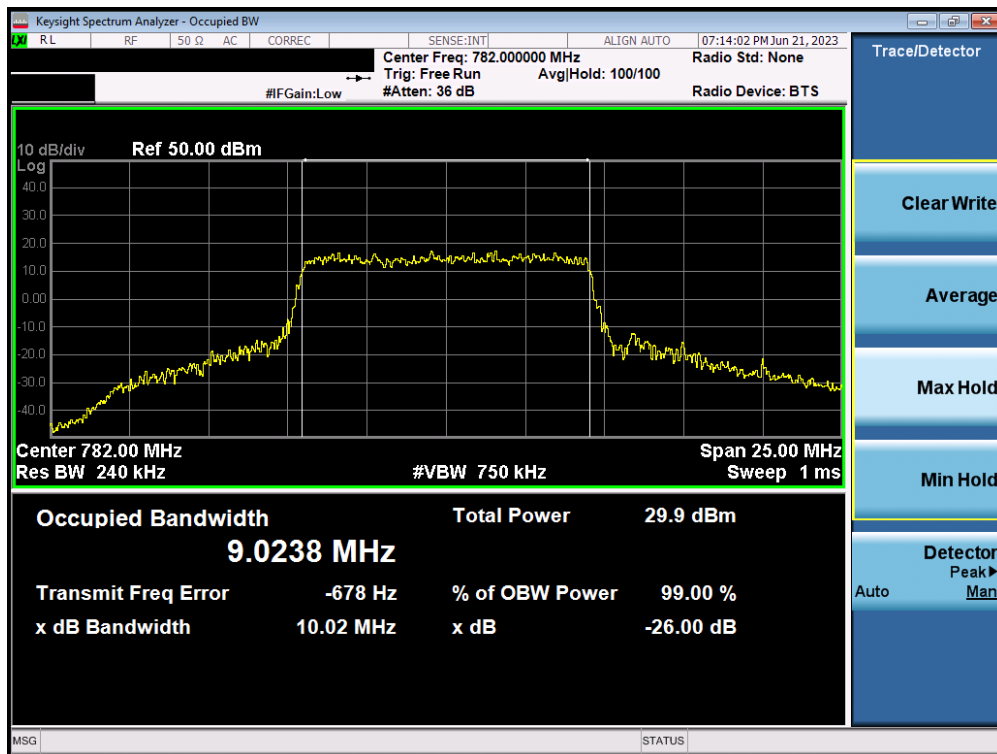 Keysight Spectrum Analyzer - Occupied BW
LXI RL RF 50 Ω AC CORREC SENSE:INT ALIGN AUTO 07:14:02 PM Jun 21, 2023
Center Freq: 782.000000 MHz Radio Std: None
Trig: Free Run Avg|Hold: 100/100
#IFGain:Low #Atten: 36 dB Radio Device: BTS
Trace/Detector
10 dB/div Ref 50.00 dBm
Log
40.0
30.0
20.0
10.0
0.00
-10.0
-20.0
-30.0
-40.0
Center 782.00 MHz Span 25.00 MHz
Res BW 240 kHz #VBW 750 kHz Sweep 1 ms
Occupied Bandwidth Total Power 29.9 dBm
9.0238 MHz
Transmit Freq Error -678 Hz % of OBW Power 99.00 %
x dB Bandwidth 10.02 MHz x dB -26.00 dB
Clear Write
Average
Max Hold
Min Hold
Detector
Peak▶
Auto Man
MSG STATUS